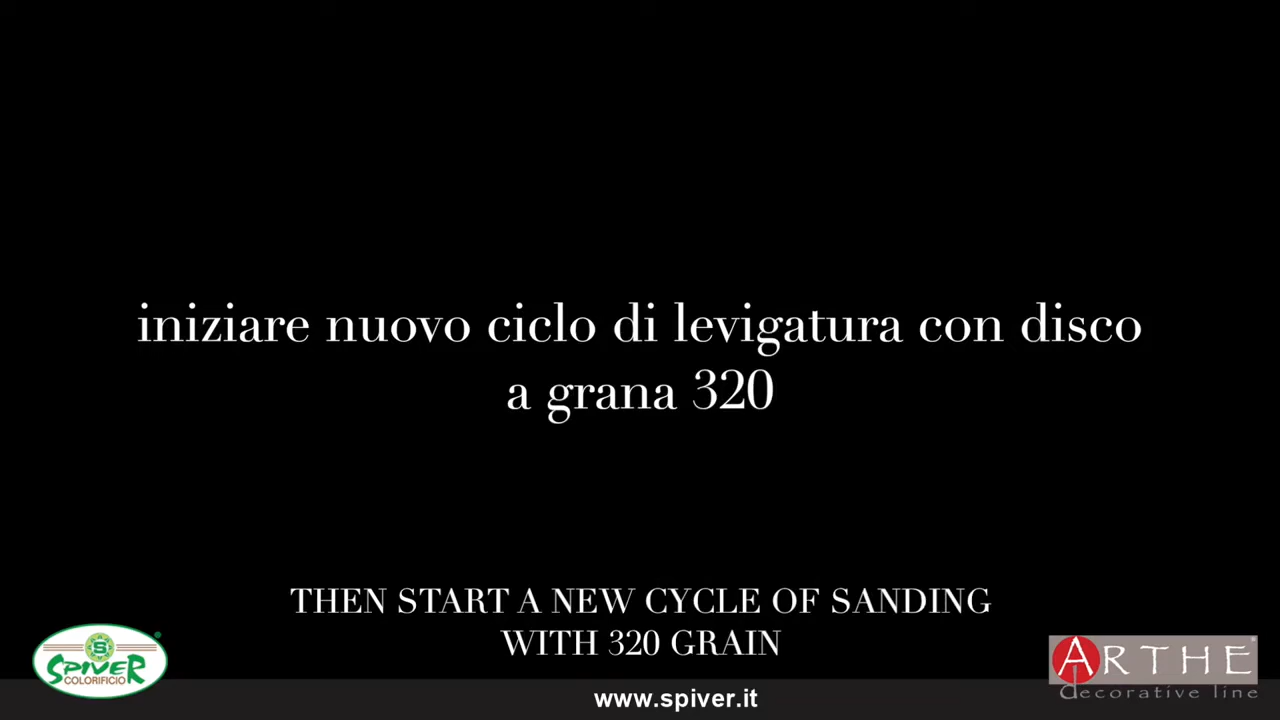 iniziare nuovo ciclo di levigatura con disco
a grana 320
THEN START A NEW CYCLE OF SANDING
WITH 320 GRAIN
S
SPIVER
COLORIFICIO
ARTHE
decorative line
www.spiver.it